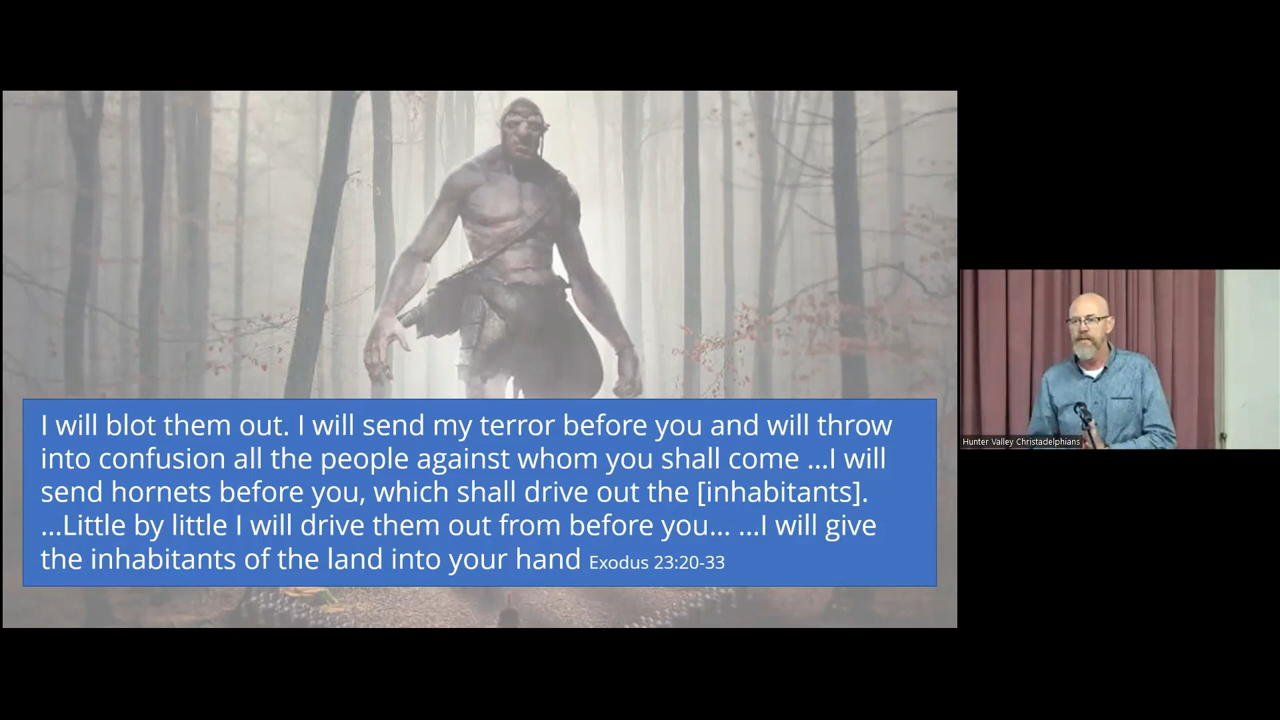 I will blot them out. I will send my terror before you and will throw
into confusion all the people against whom you shall come ...I will
send hornets before you, which shall drive out the [inhabitants].
...Little by little I will drive them out from before you... ...I will give
the inhabitants of the land into your hand Exodus 23:20-33
Hunter Valley Christadelphians